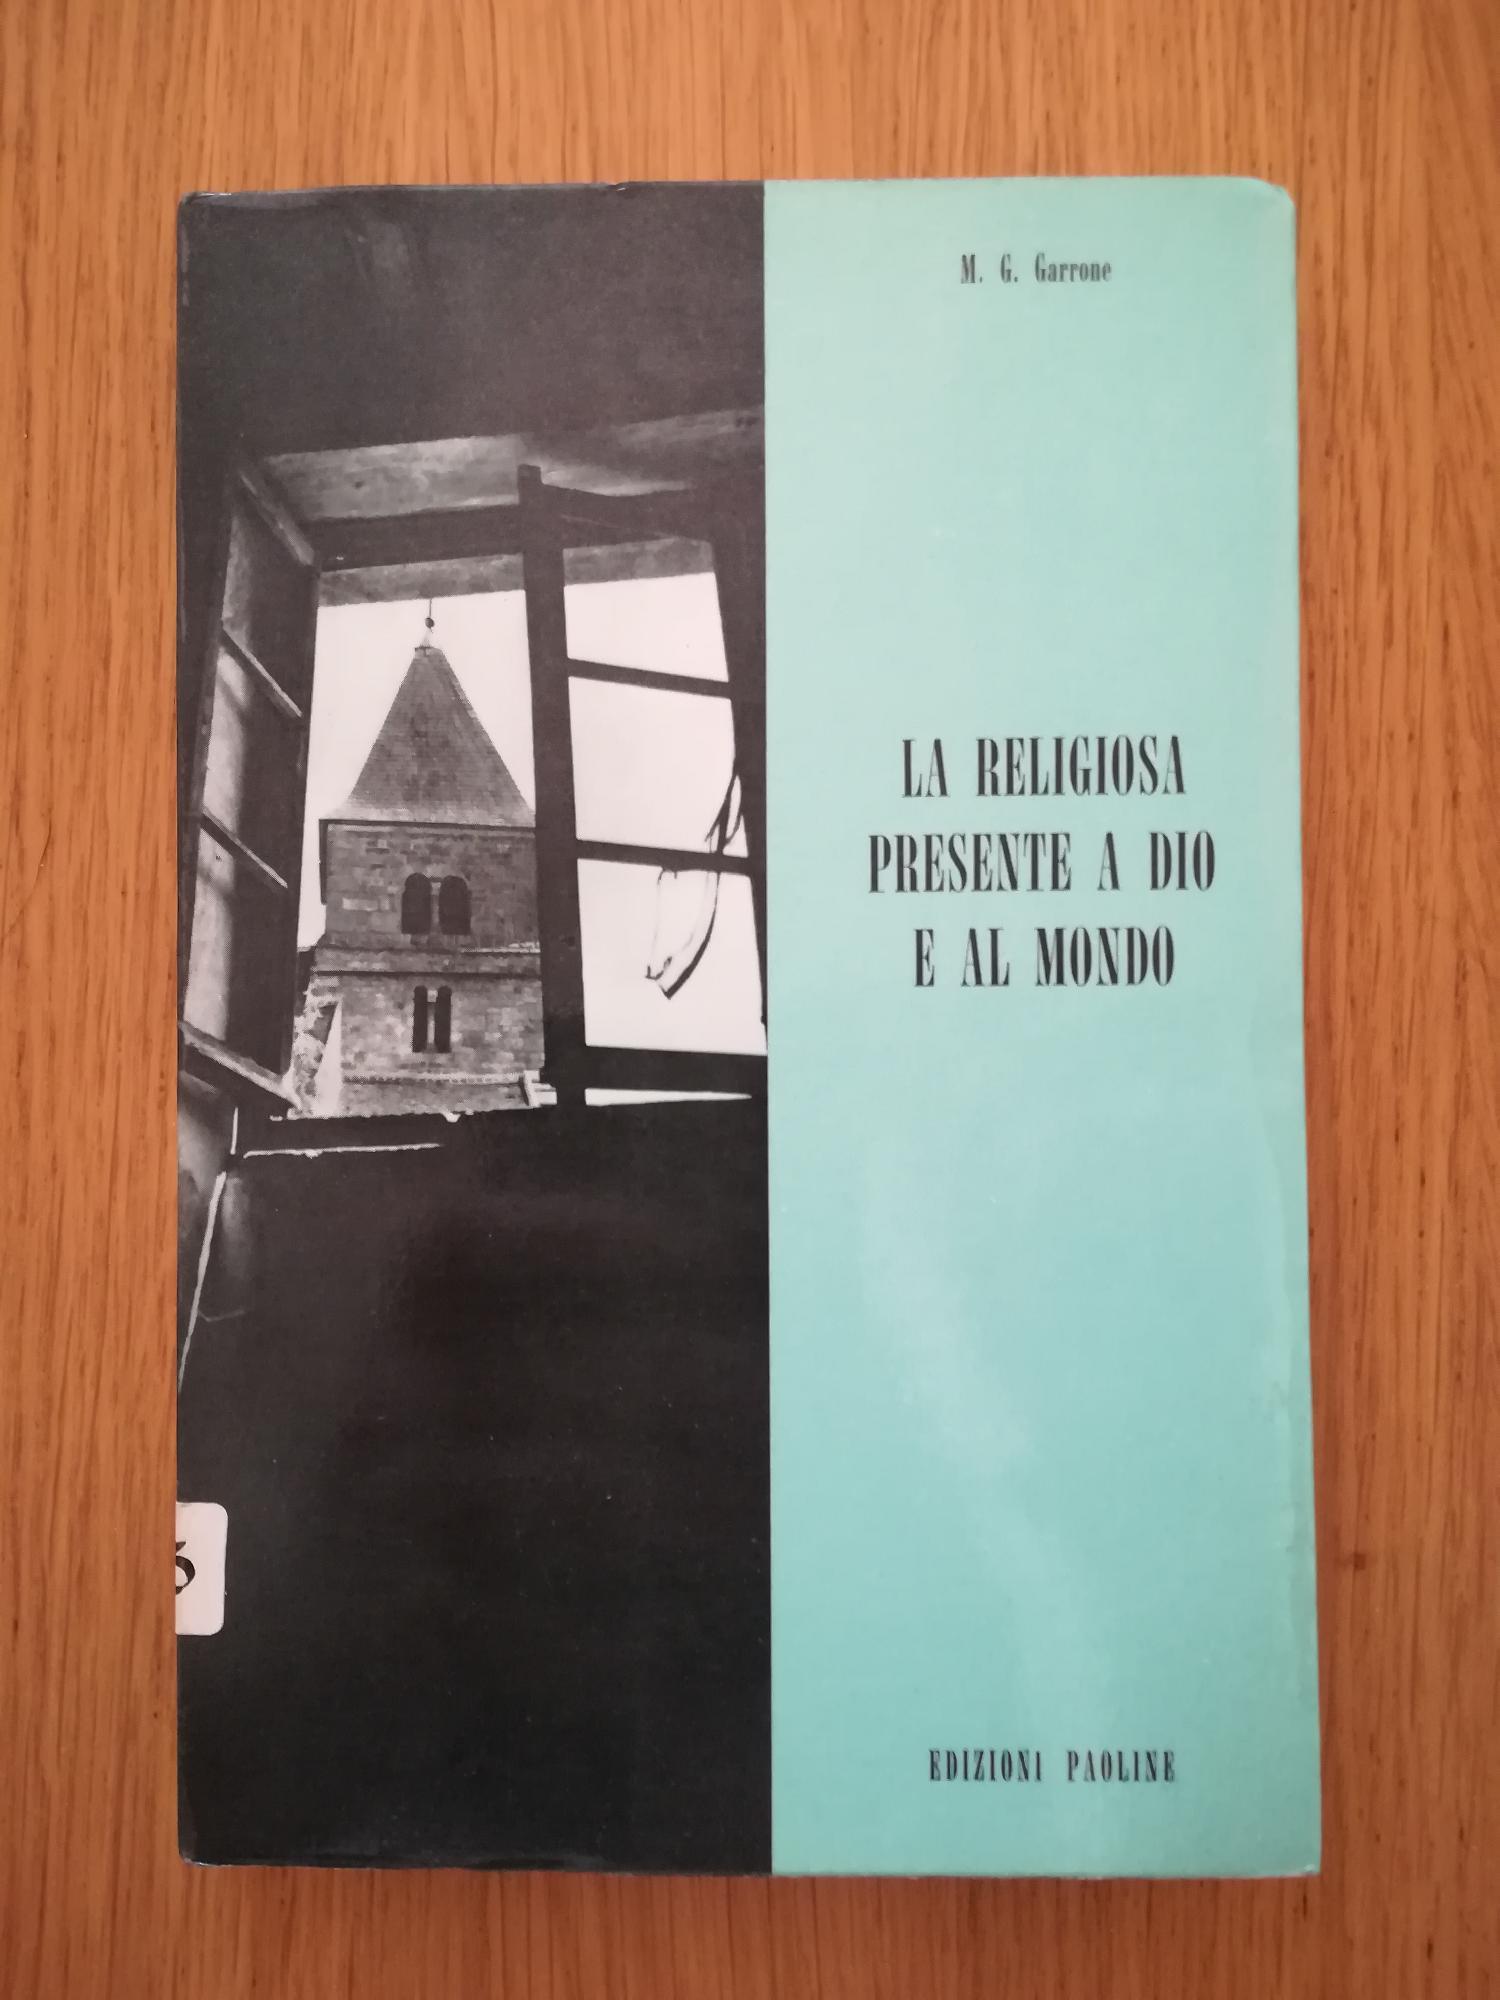 M. G. Garrone
LA RELIGIOSA
PRESENTE A DIO
E AL MONDO
EDIZIONI PAOLINE